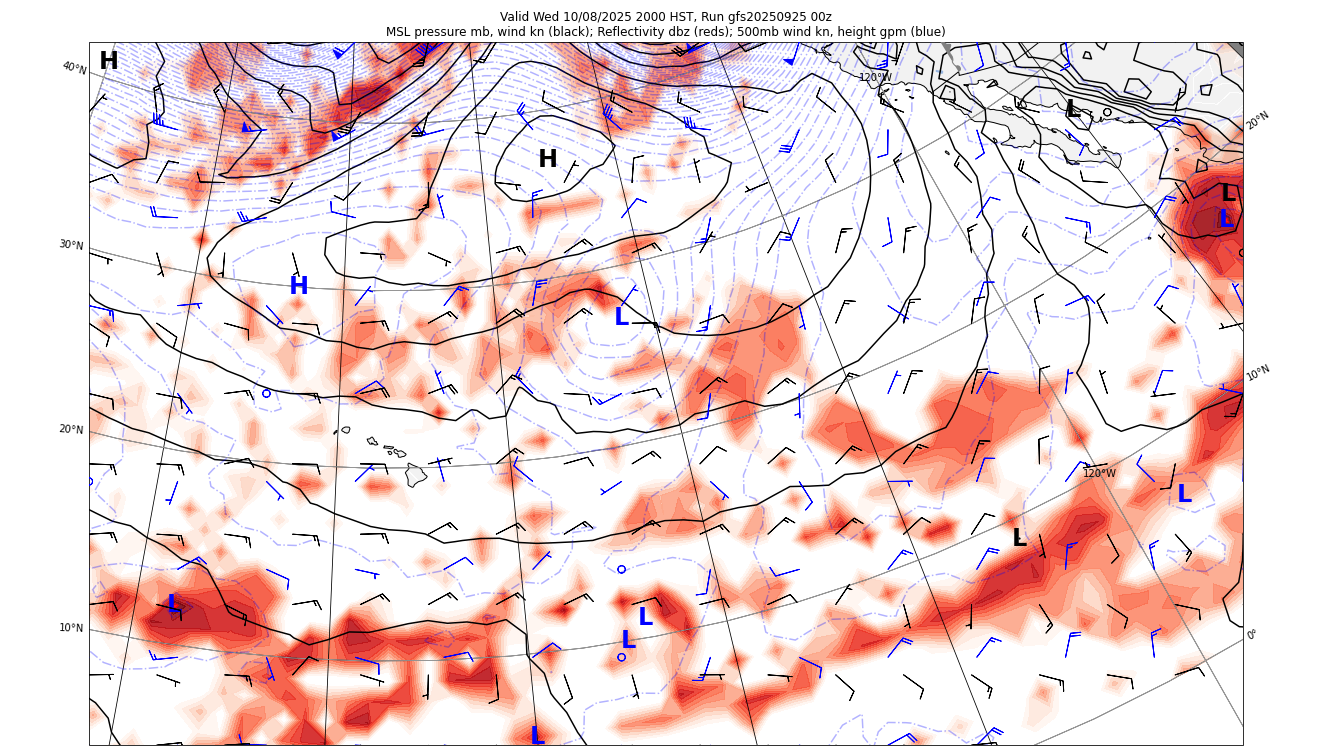 Valid Wed 10/08/2025 2000 HST, Run gfs20250925 00z
MSL pressure mb, wind kn (black); Reflectivity dbz (reds); 500mb wind kn, height gpm (blue)
H
40°N
120°W
L
20°N
H
L
L
30°N
H
L
10°N
20°N
120°W
L
L
L
L
10°N
L
0°
L